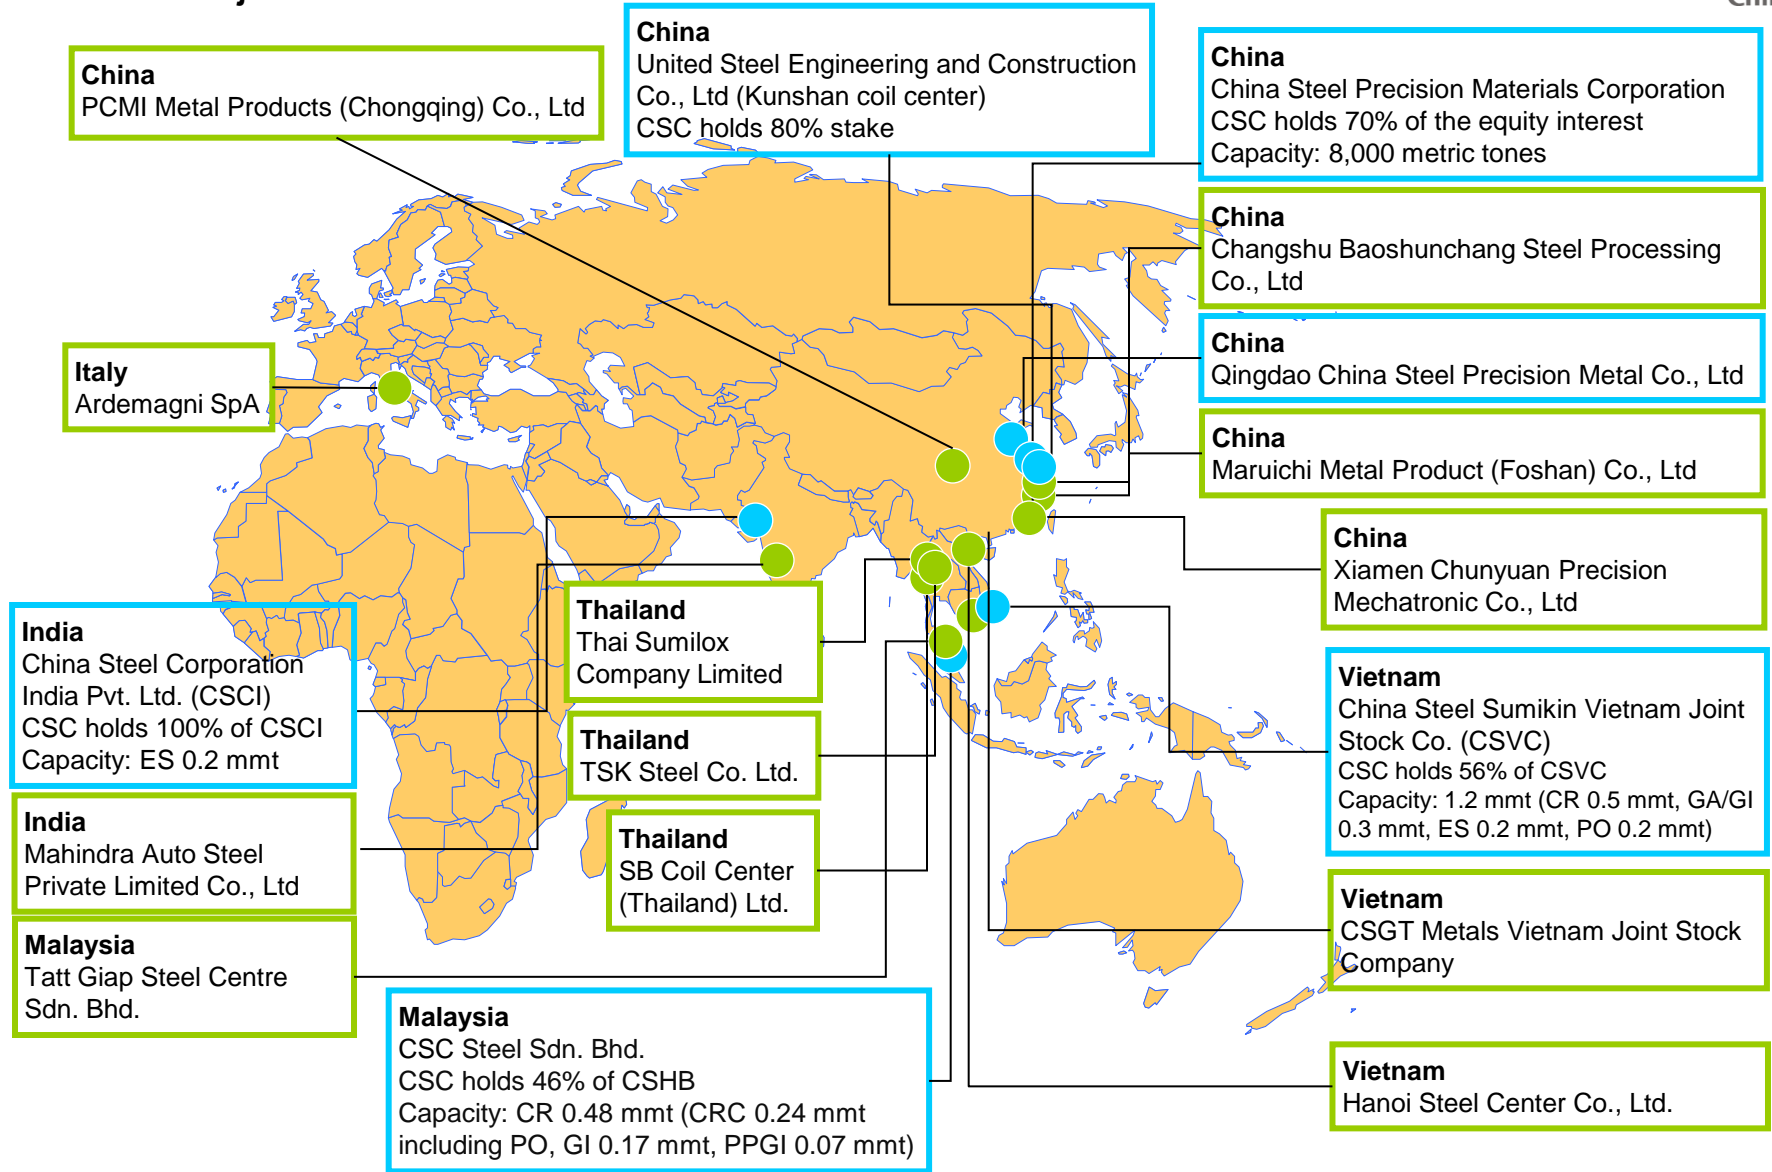 China
PCMI Metal Products (Chongqing) Co., Ltd
China
United Steel Engineering and Construction
Co., Ltd (Kunshan coil center)
CSC holds 80% stake
China
China Steel Precision Materials Corporation
CSC holds 70% of the equity interest
Capacity: 8,000 metric tones
China
Changshu Baoshunchang Steel Processing
Co., Ltd
China
Qingdao China Steel Precision Metal Co., Ltd
China
Maruichi Metal Product (Foshan) Co., Ltd
China
Xiamen Chunyuan Precision
Mechatronic Co., Ltd
Italy
Ardemagni SpA
India
China Steel Corporation
India Pvt. Ltd. (CSCI)
CSC holds 100% of CSCI
Capacity: ES 0.2 mmt
India
Mahindra Auto Steel
Private Limited Co., Ltd
Malaysia
Tatt Giap Steel Centre
Sdn. Bhd.
Thailand
Thai Sumilox
Company Limited
Thailand
TSK Steel Co. Ltd.
Thailand
SB Coil Center
(Thailand) Ltd.
Malaysia
CSC Steel Sdn. Bhd.
CSC holds 46% of CSHB
Capacity: CR 0.48 mmt (CRC 0.24 mmt
including PO, GI 0.17 mmt, PPGI 0.07 mmt)
Vietnam
China Steel Sumikin Vietnam Joint
Stock Co. (CSVC)
CSC holds 56% of CSVC
Capacity: 1.2 mmt (CR 0.5 mmt, GA/GI
0.3 mmt, ES 0.2 mmt, PO 0.2 mmt)
Vietnam
CSGT Metals Vietnam Joint Stock
Company
Vietnam
Hanoi Steel Center Co., Ltd.